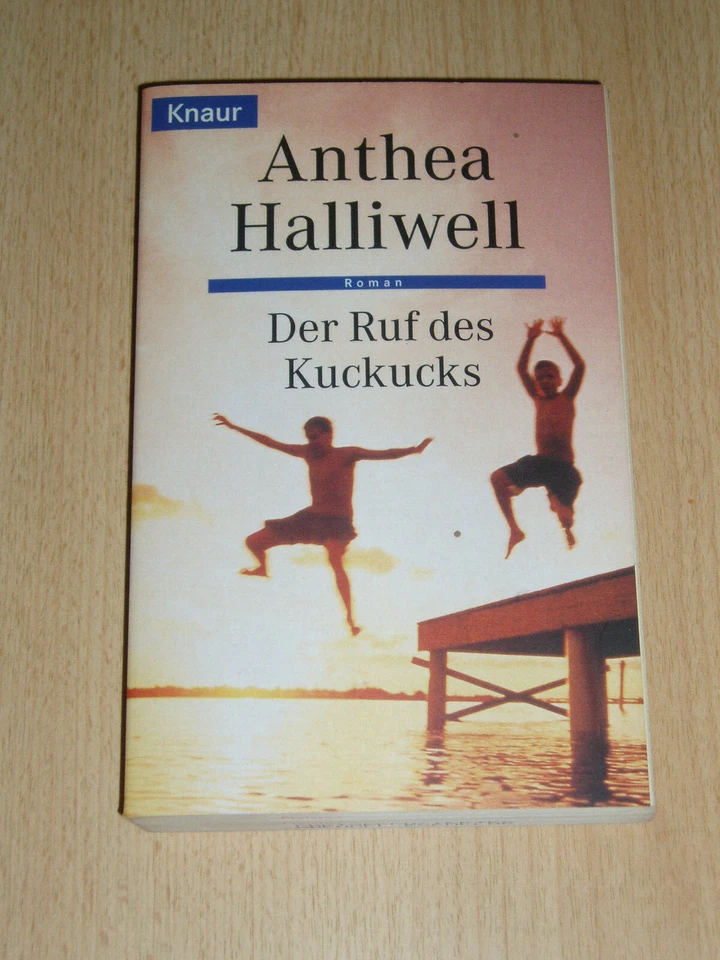 Knaur
Anthea
Halliwell
Roman
Der Ruf des
Kuckucks